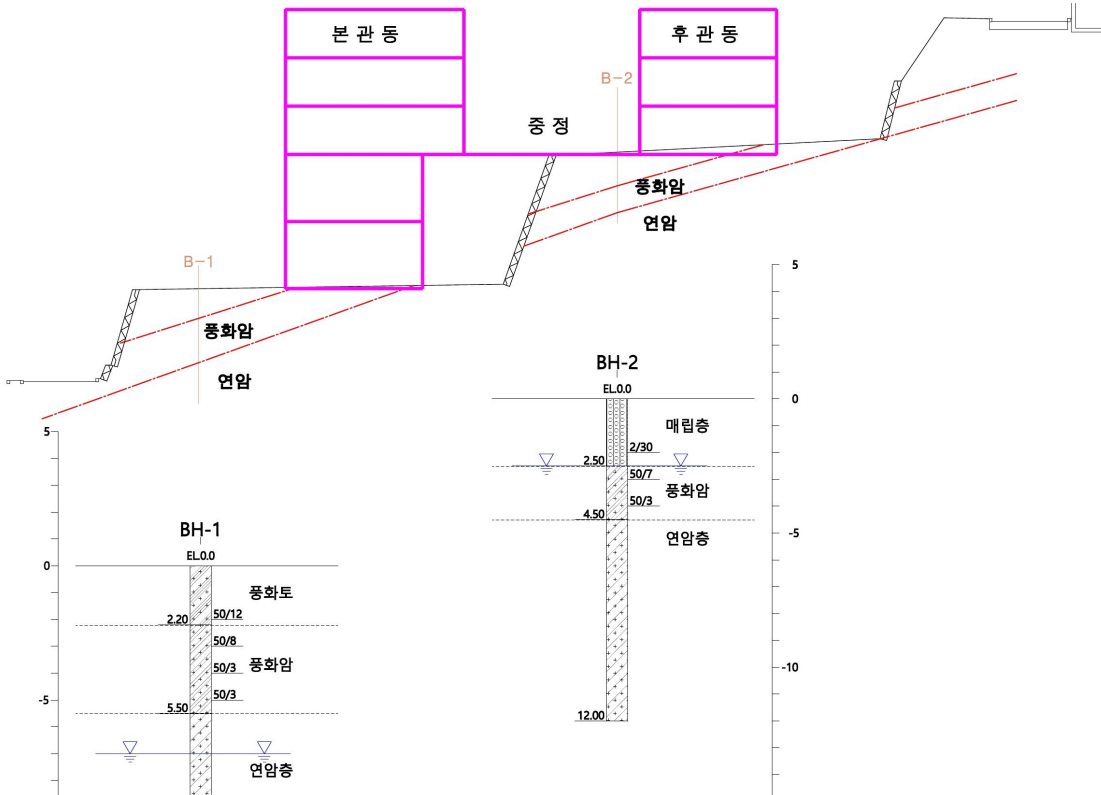 본 관 동
후 관 동
B-2
중 정
풍화암
연암
B-1
풍화암
연암
5
BH-2
EL.0.0
0
매립층
2/30
2.50
50/7
풍화암
50/3
4.50
연암층
-5
-10
12.00
5
BH-1
EL.0.0
0
풍화토
50/12
2.20
50/8
풍화암
50/3
50/3
-5
5.50
연암층